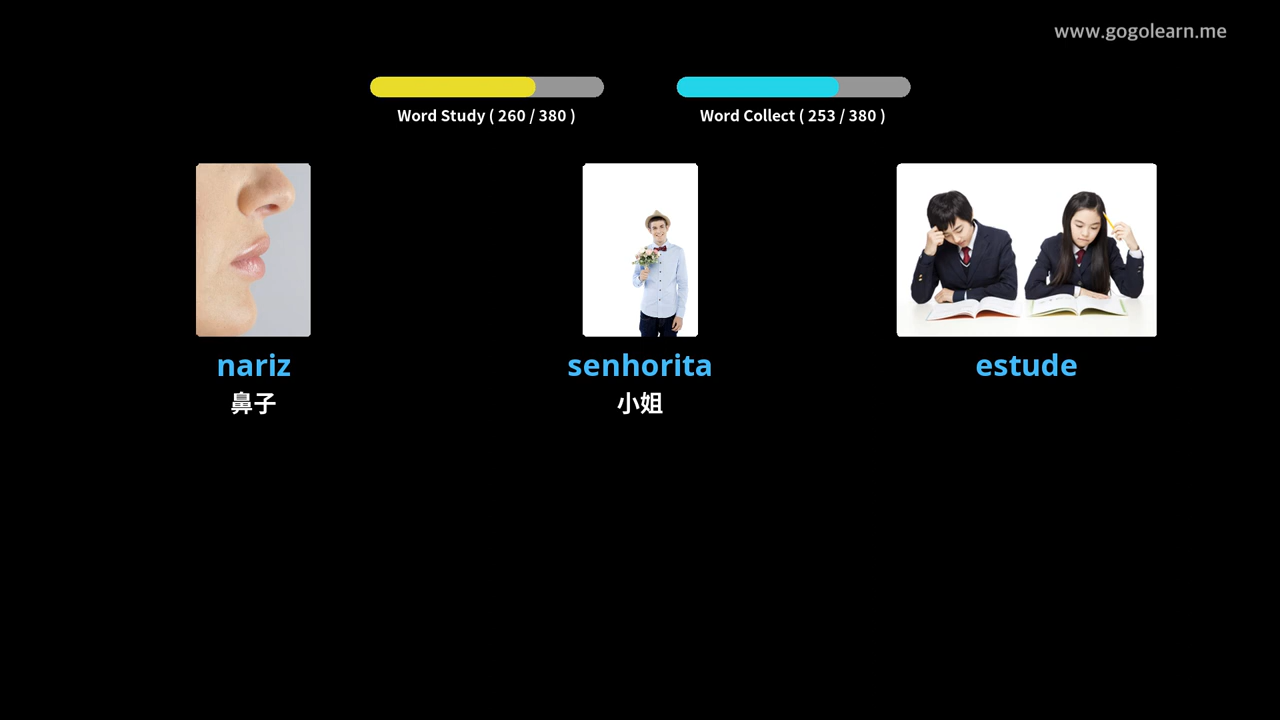 www.gogolearn.me
Word Study ( 260 / 380 )
Word Collect ( 253 / 380 )
nariz
senhorita
estude
鼻子
小姐